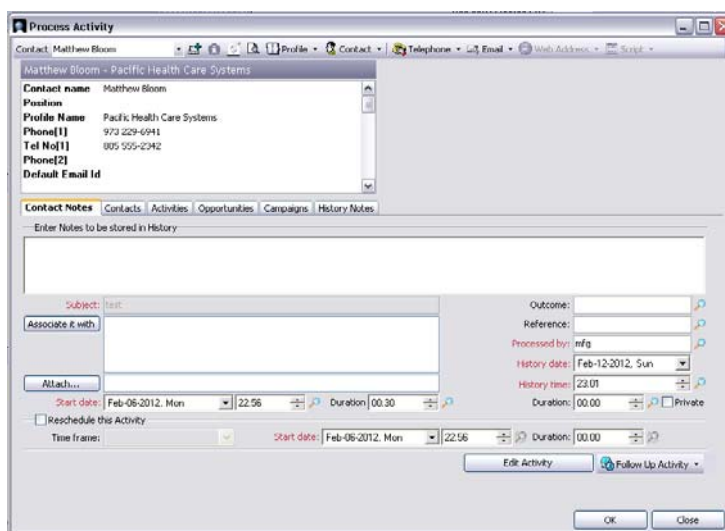 Process Activity
Contact Matthew Bloom Profile Contact Telephone Email Web Address Script
Matthew Bloom - Pacific Health Care Systems
Contact name Matthew Bloom
Position
Profile Name Pacific Health Care Systems
Phone[1] 973 229-6941
Tel No[1] 805 555-2342
Phone[2]
Default Email Id
Contact Notes Contacts Activities Opportunities Campaigns History Notes
Enter Notes to be stored in History
Subject: test Outcome:
Associate it with Reference:
Processed by: mfg
History date: Feb-12-2012, Sun
Attach... History time: 23:01
Start date: Feb-06-2012, Mon 22:56 Duration 00:30 Duration: 00:00 Private
Reschedule this Activity
Time frame: Start date: Feb-06-2012, Mon 22:56 Duration: 00:00
Edit Activity Follow Up Activity
OK Close